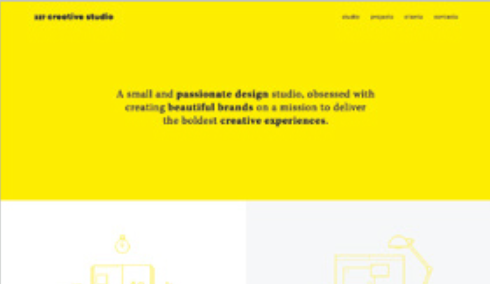 creative studio
studio projects clients contacts
A small and passionate design studio, obsessed with
creating beautiful brands on a mission to deliver
the boldest creative experiences.